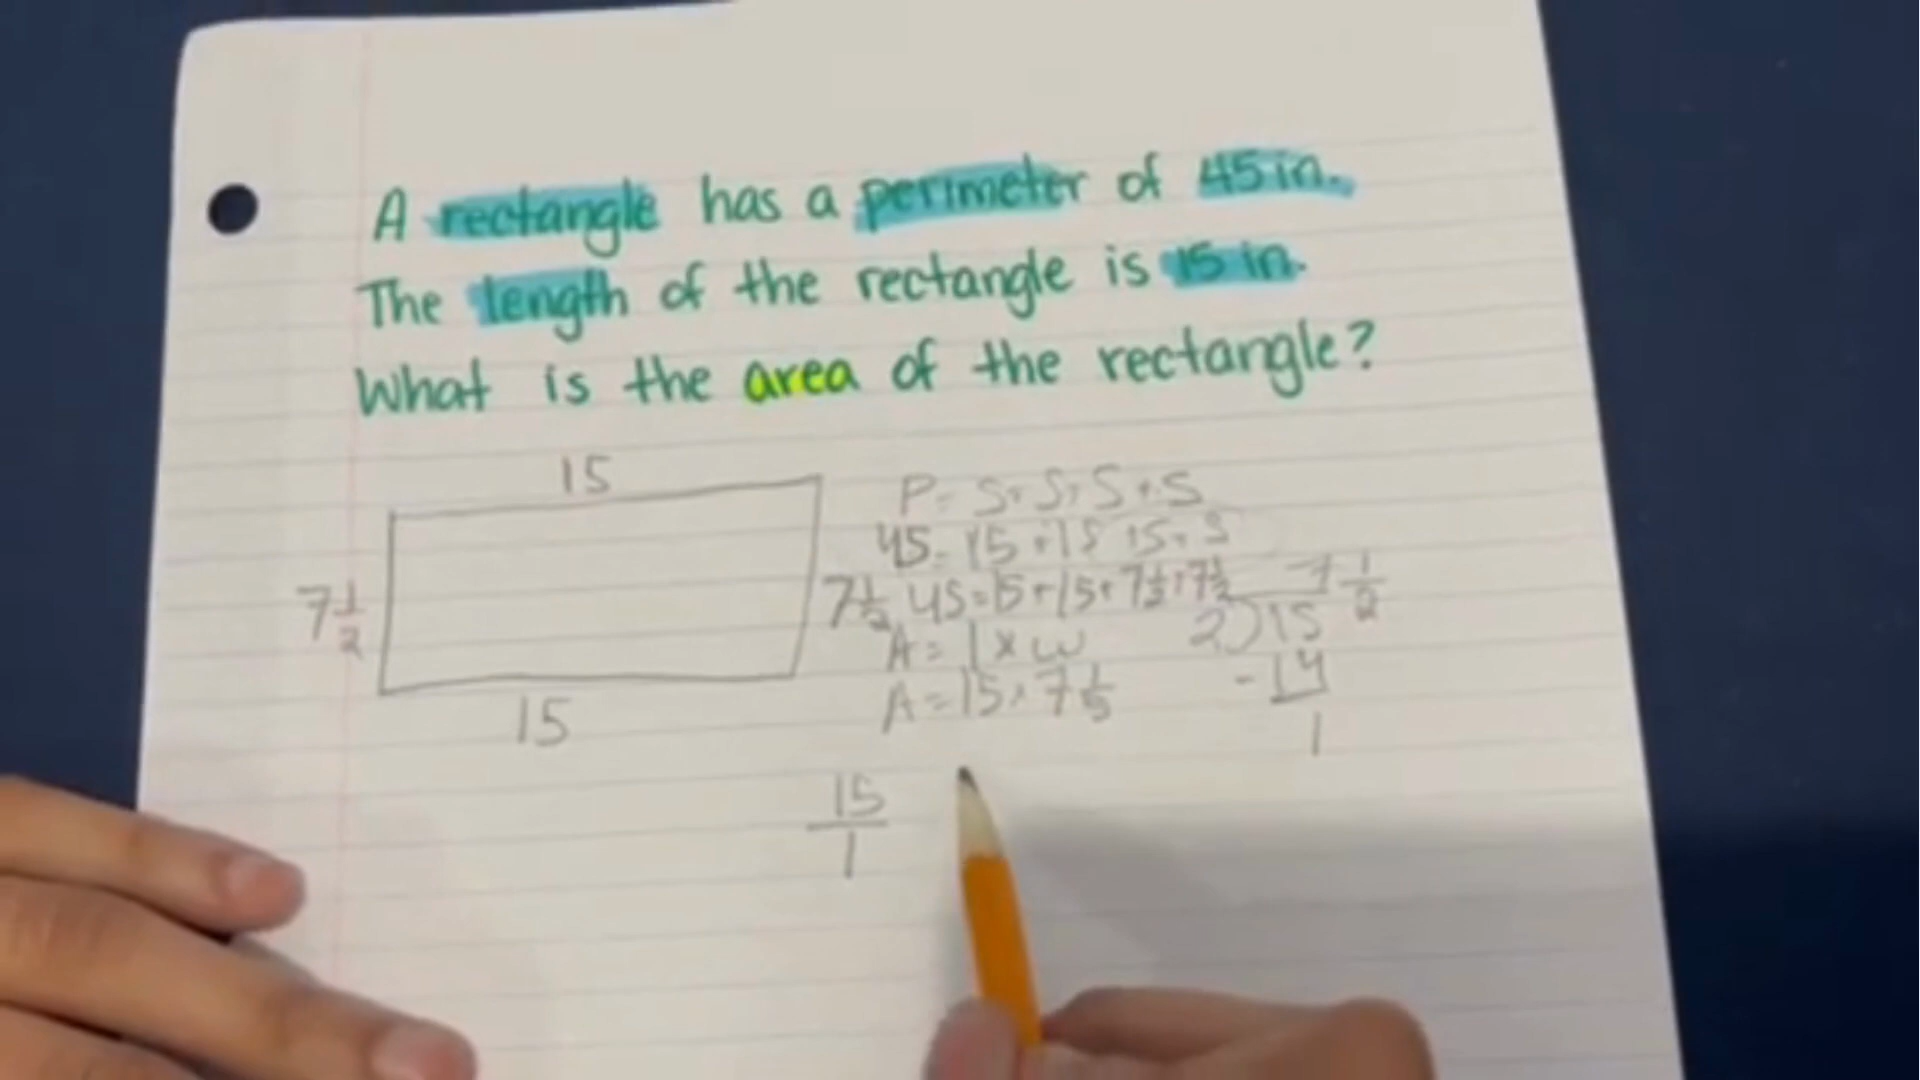 A rectangle has a perimeter of 45 in.
The length of the rectangle is 15 in.
What is the area of the rectangle?
15
7 1/2
7 1/2
15
P = S + S + S + S
45 = 15 + 15 15 + S
45 = 15 + 15 + 7 1/2 + 7 1/2
A = l x w
A = 15 x 7 1/5
7 1/2
2)15
-14
1
15/1